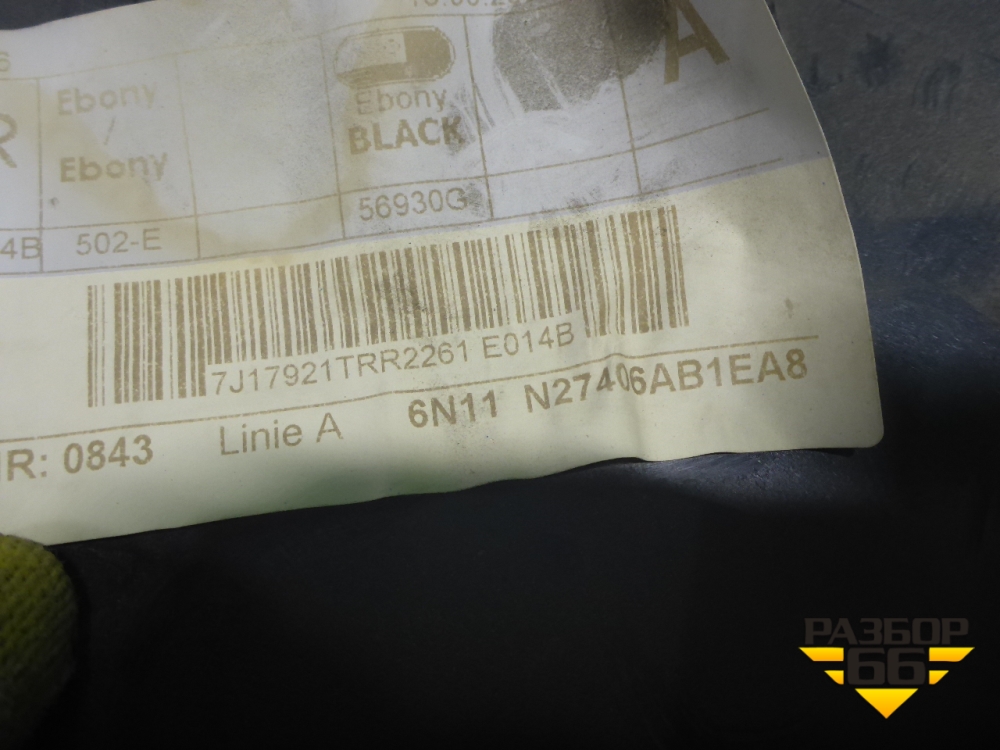 A
R
Ebony
/
Ebony
Ebony
BLACK
4B
502-E
56930G
7J17921TRR2261 E014B
R: 0843
Linie A
6N11 N27406AB1EA8
РАЗБОР
66